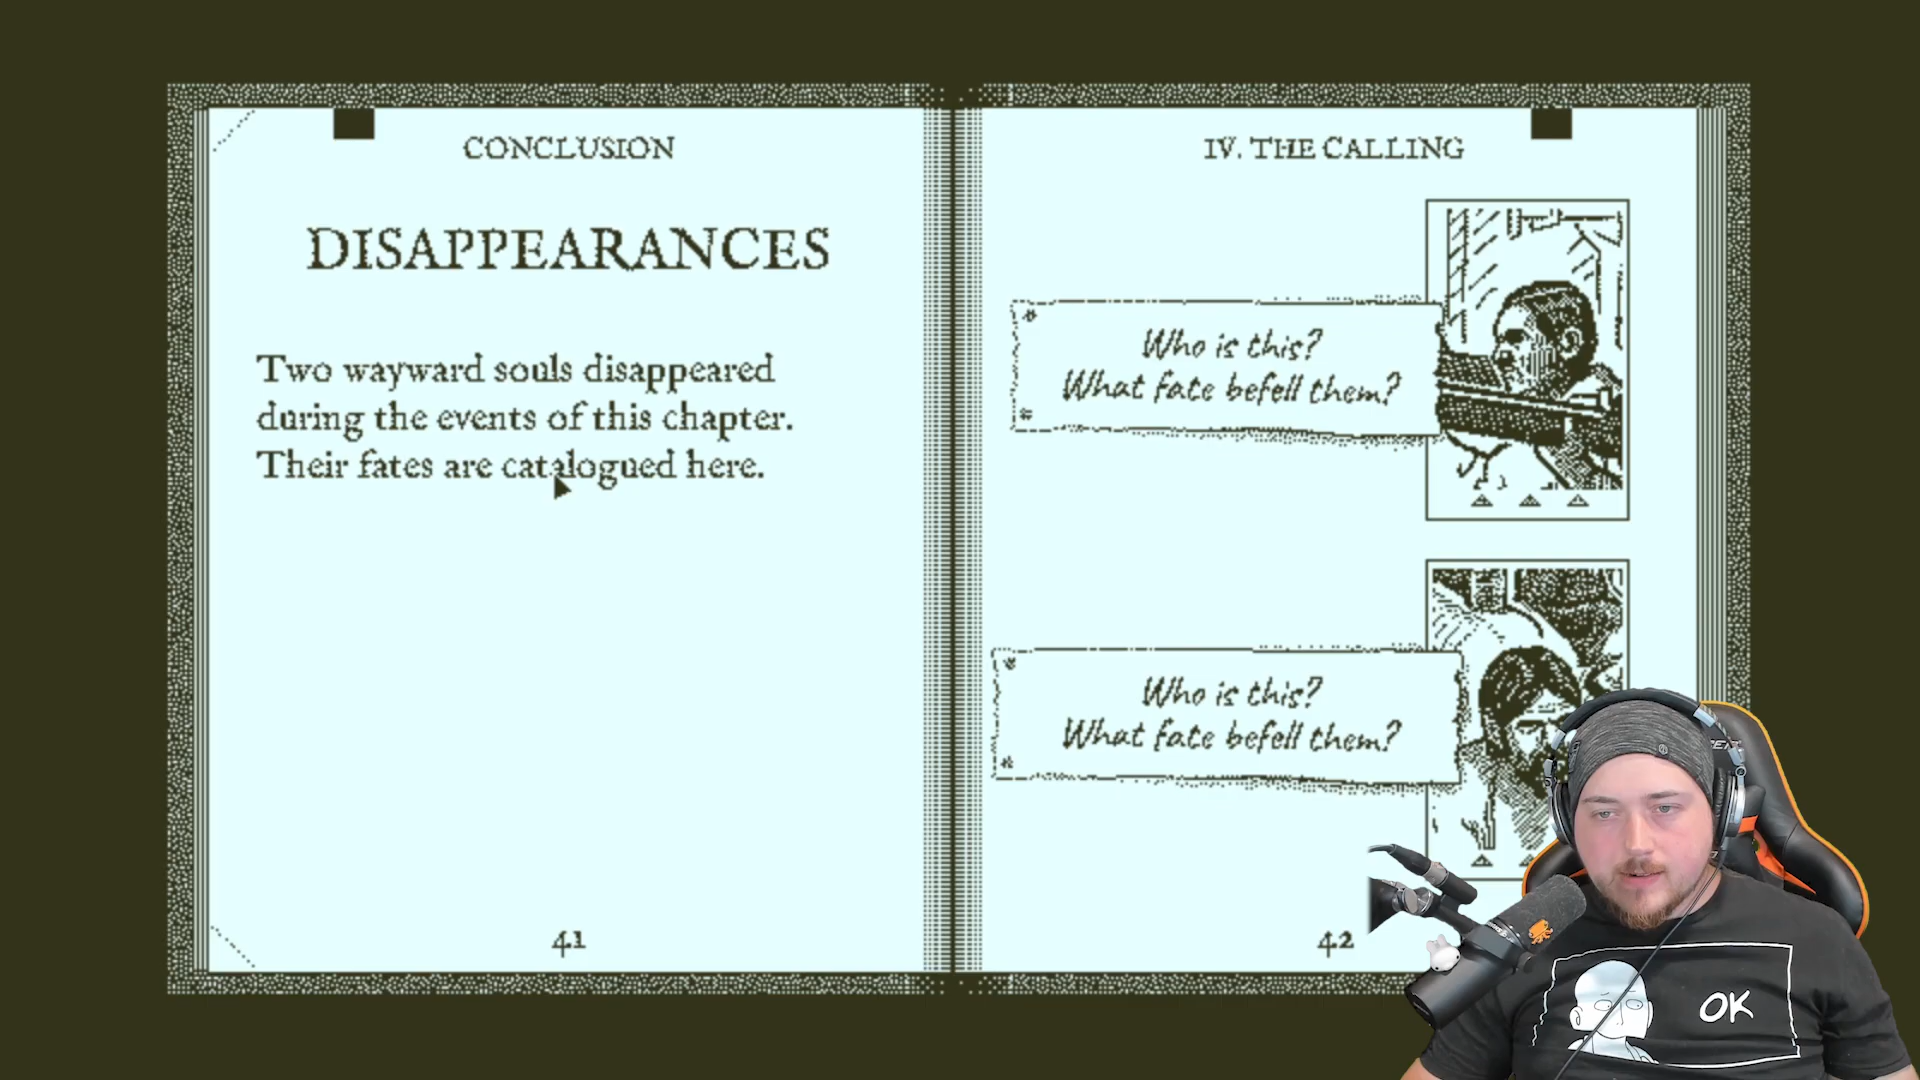 CONCLUSION
DISAPPEARANCES
Two wayward souls disappeared
during the events of this chapter.
Their fates are catalogued here.
41
IV. THE CALLING
Who is this?
What fate befell them?
Who is this?
What fate befell them?
42
OK